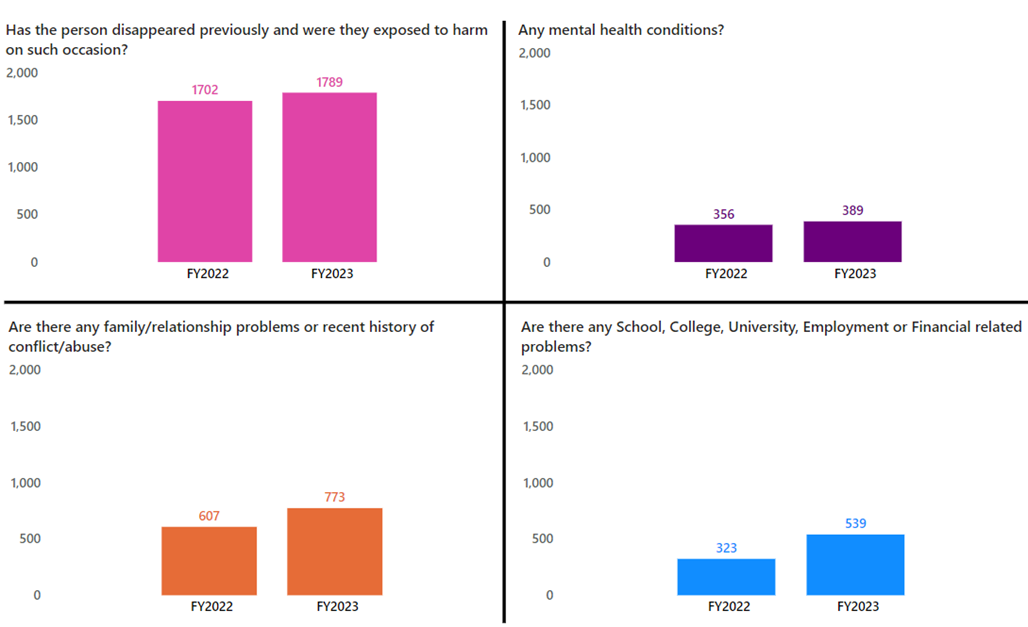 Has the person disappeared previously and were they exposed to harm
on such occasion?
2,000
1,500
1,000
500
0
1702
1789
FY2022
FY2023
Any mental health conditions?
2,000
1,500
1,000
500
0
356
389
FY2022
FY2023
Are there any family/relationship problems or recent history of
conflict/abuse?
2,000
1,500
1,000
500
0
607
773
FY2022
FY2023
Are there any School, College, University, Employment or Financial related
problems?
2,000
1,500
1,000
500
0
323
539
FY2022
FY2023